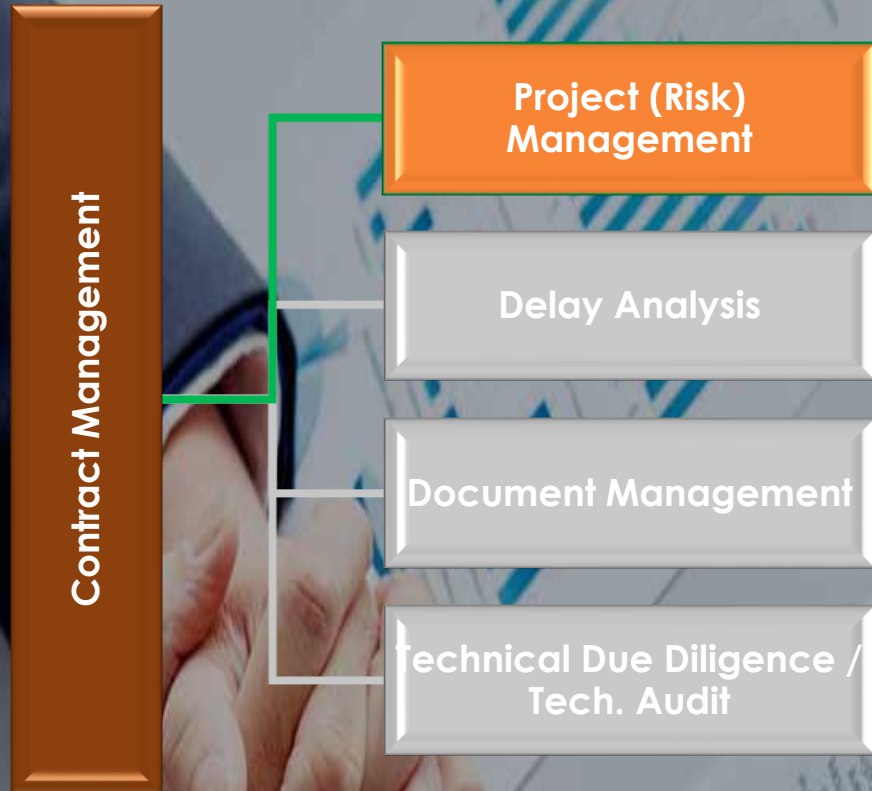 Contract Management
Project (Risk)
Management
Delay Analysis
Document Management
Technical Due Diligence /
Tech. Audit